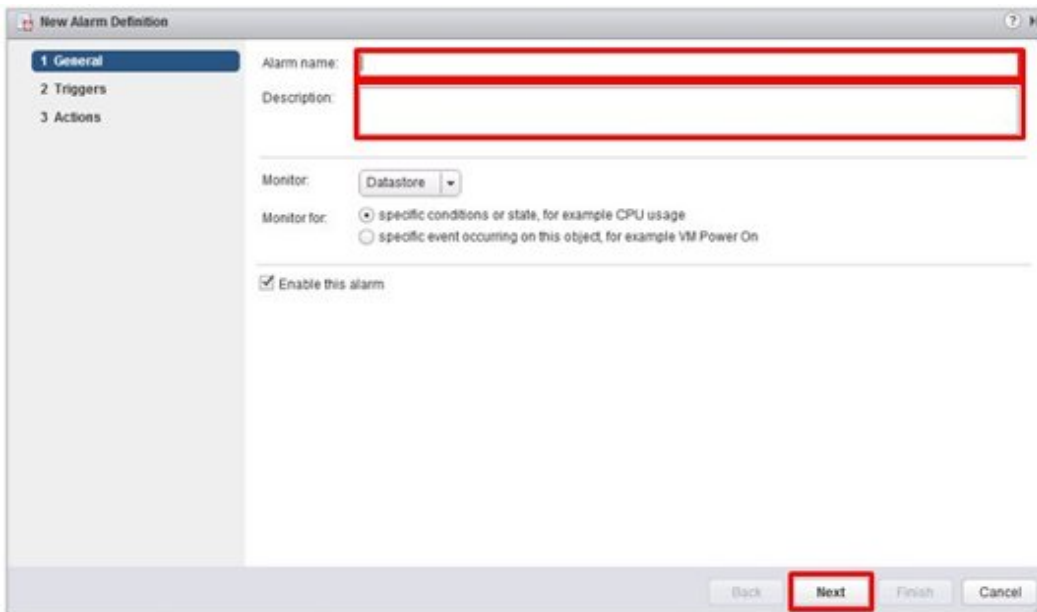 New Alarm Definition
?
1 General
2 Triggers
3 Actions
Alarm name:
Description:
Monitor: Datastore
Monitor for: specific conditions or state, for example CPU usage
specific event occurring on this object, for example VM Power On
Enable this alarm
Back Next Finish Cancel